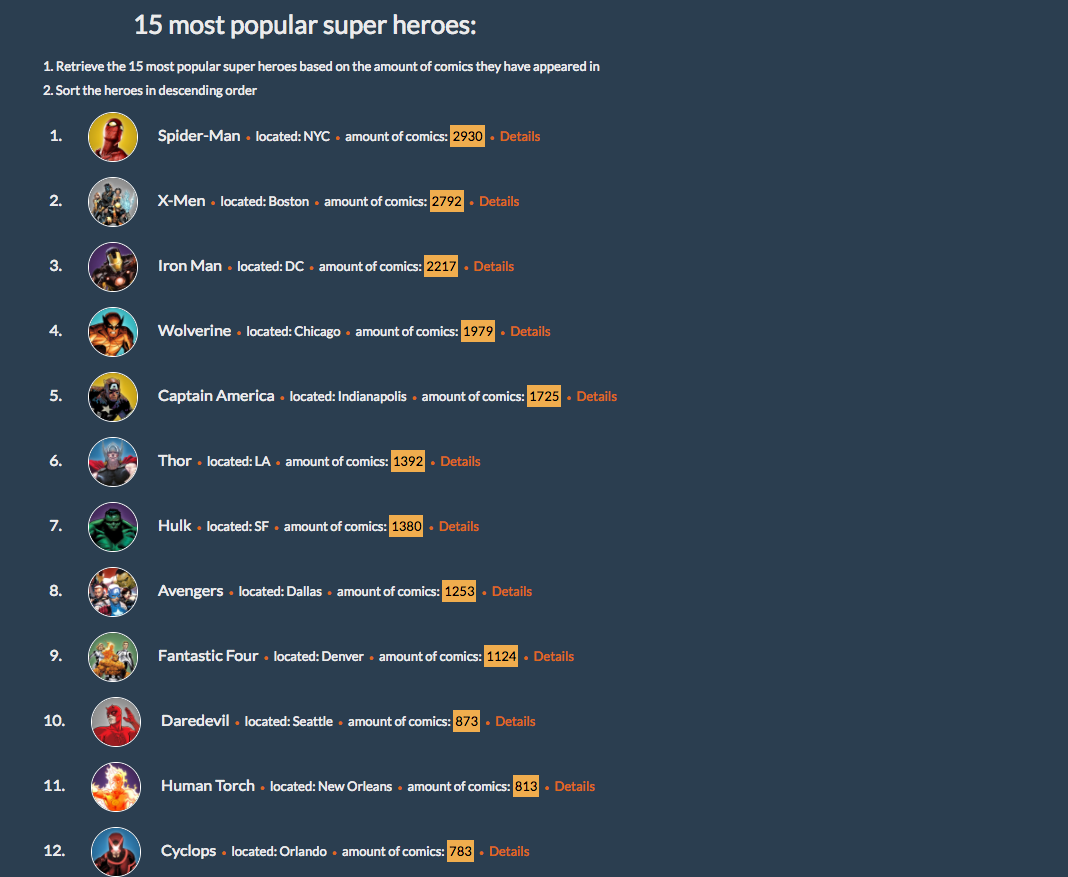 15 most popular super heroes:
1. Retrieve the 15 most popular super heroes based on the amount of comics they have appeared in
2. Sort the heroes in descending order
1. Spider-Man • located: NYC • amount of comics: 2930 • Details
2. X-Men • located: Boston • amount of comics: 2792 • Details
3. Iron Man • located: DC • amount of comics: 2217 • Details
4. Wolverine • located: Chicago • amount of comics: 1979 • Details
5. Captain America • located: Indianapolis • amount of comics: 1725 • Details
6. Thor • located: LA • amount of comics: 1392 • Details
7. Hulk • located: SF • amount of comics: 1380 • Details
8. Avengers • located: Dallas • amount of comics: 1253 • Details
9. Fantastic Four • located: Denver • amount of comics: 1124 • Details
10. Daredevil • located: Seattle • amount of comics: 873 • Details
11. Human Torch • located: New Orleans • amount of comics: 813 • Details
12. Cyclops • located: Orlando • amount of comics: 783 • Details